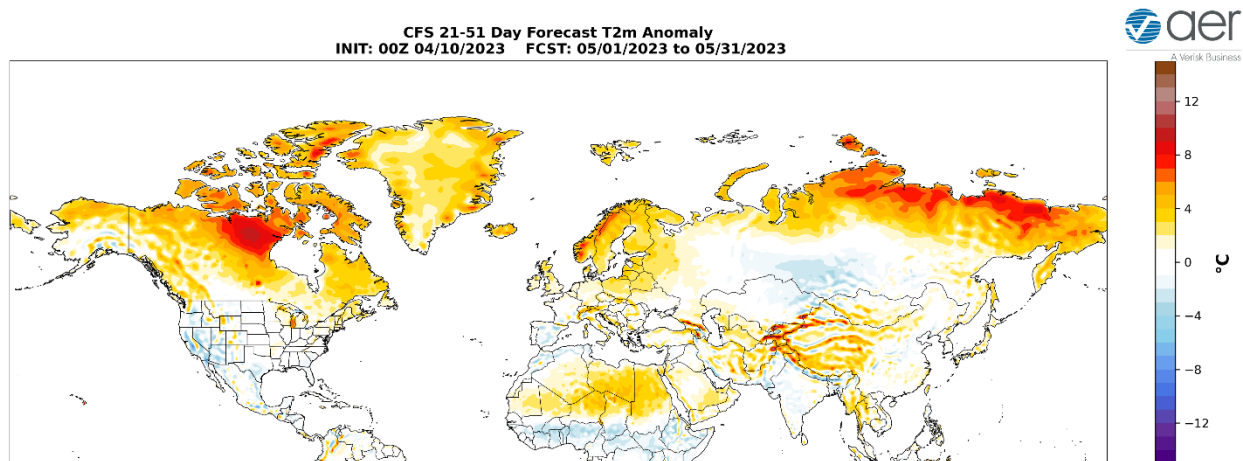 CFS 21-51 Day Forecast T2m Anomaly
INIT: 00Z 04/10/2023    FCST: 05/01/2023 to 05/31/2023
aer
A Verisk Business
12
8
4
0
−4
−8
−12
°C